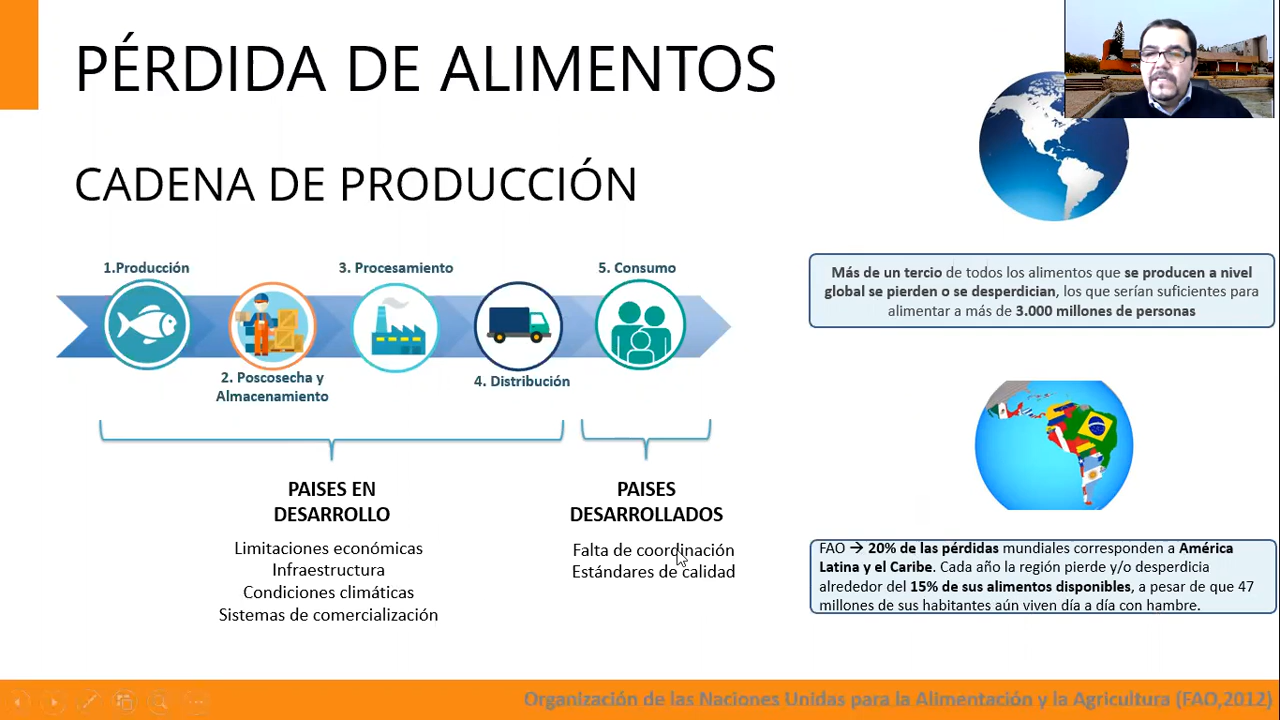 PÉRDIDA DE ALIMENTOS
CADENA DE PRODUCCIÓN
1.Producción
3. Procesamiento
5. Consumo
2. Poscosecha y
Almacenamiento
4. Distribución
PAISES EN
DESARROLLO
Limitaciones económicas
Infraestructura
Condiciones climáticas
Sistemas de comercialización
PAISES
DESARROLLADOS
Falta de coordinación
Estándares de calidad
Más de un tercio de todos los alimentos que se producen a nivel
global se pierden o se desperdician, los que serían suficientes para
alimentar a más de 3.000 millones de personas
FAO → 20% de las pérdidas mundiales corresponden a América
Latina y el Caribe. Cada año la región pierde y/o desperdicia
alrededor del 15% de sus alimentos disponibles, a pesar de que 47
millones de sus habitantes aún viven día a día con hambre.
Organización de las Naciones Unidas para la Alimentación y la Agricultura (FAO,2012)